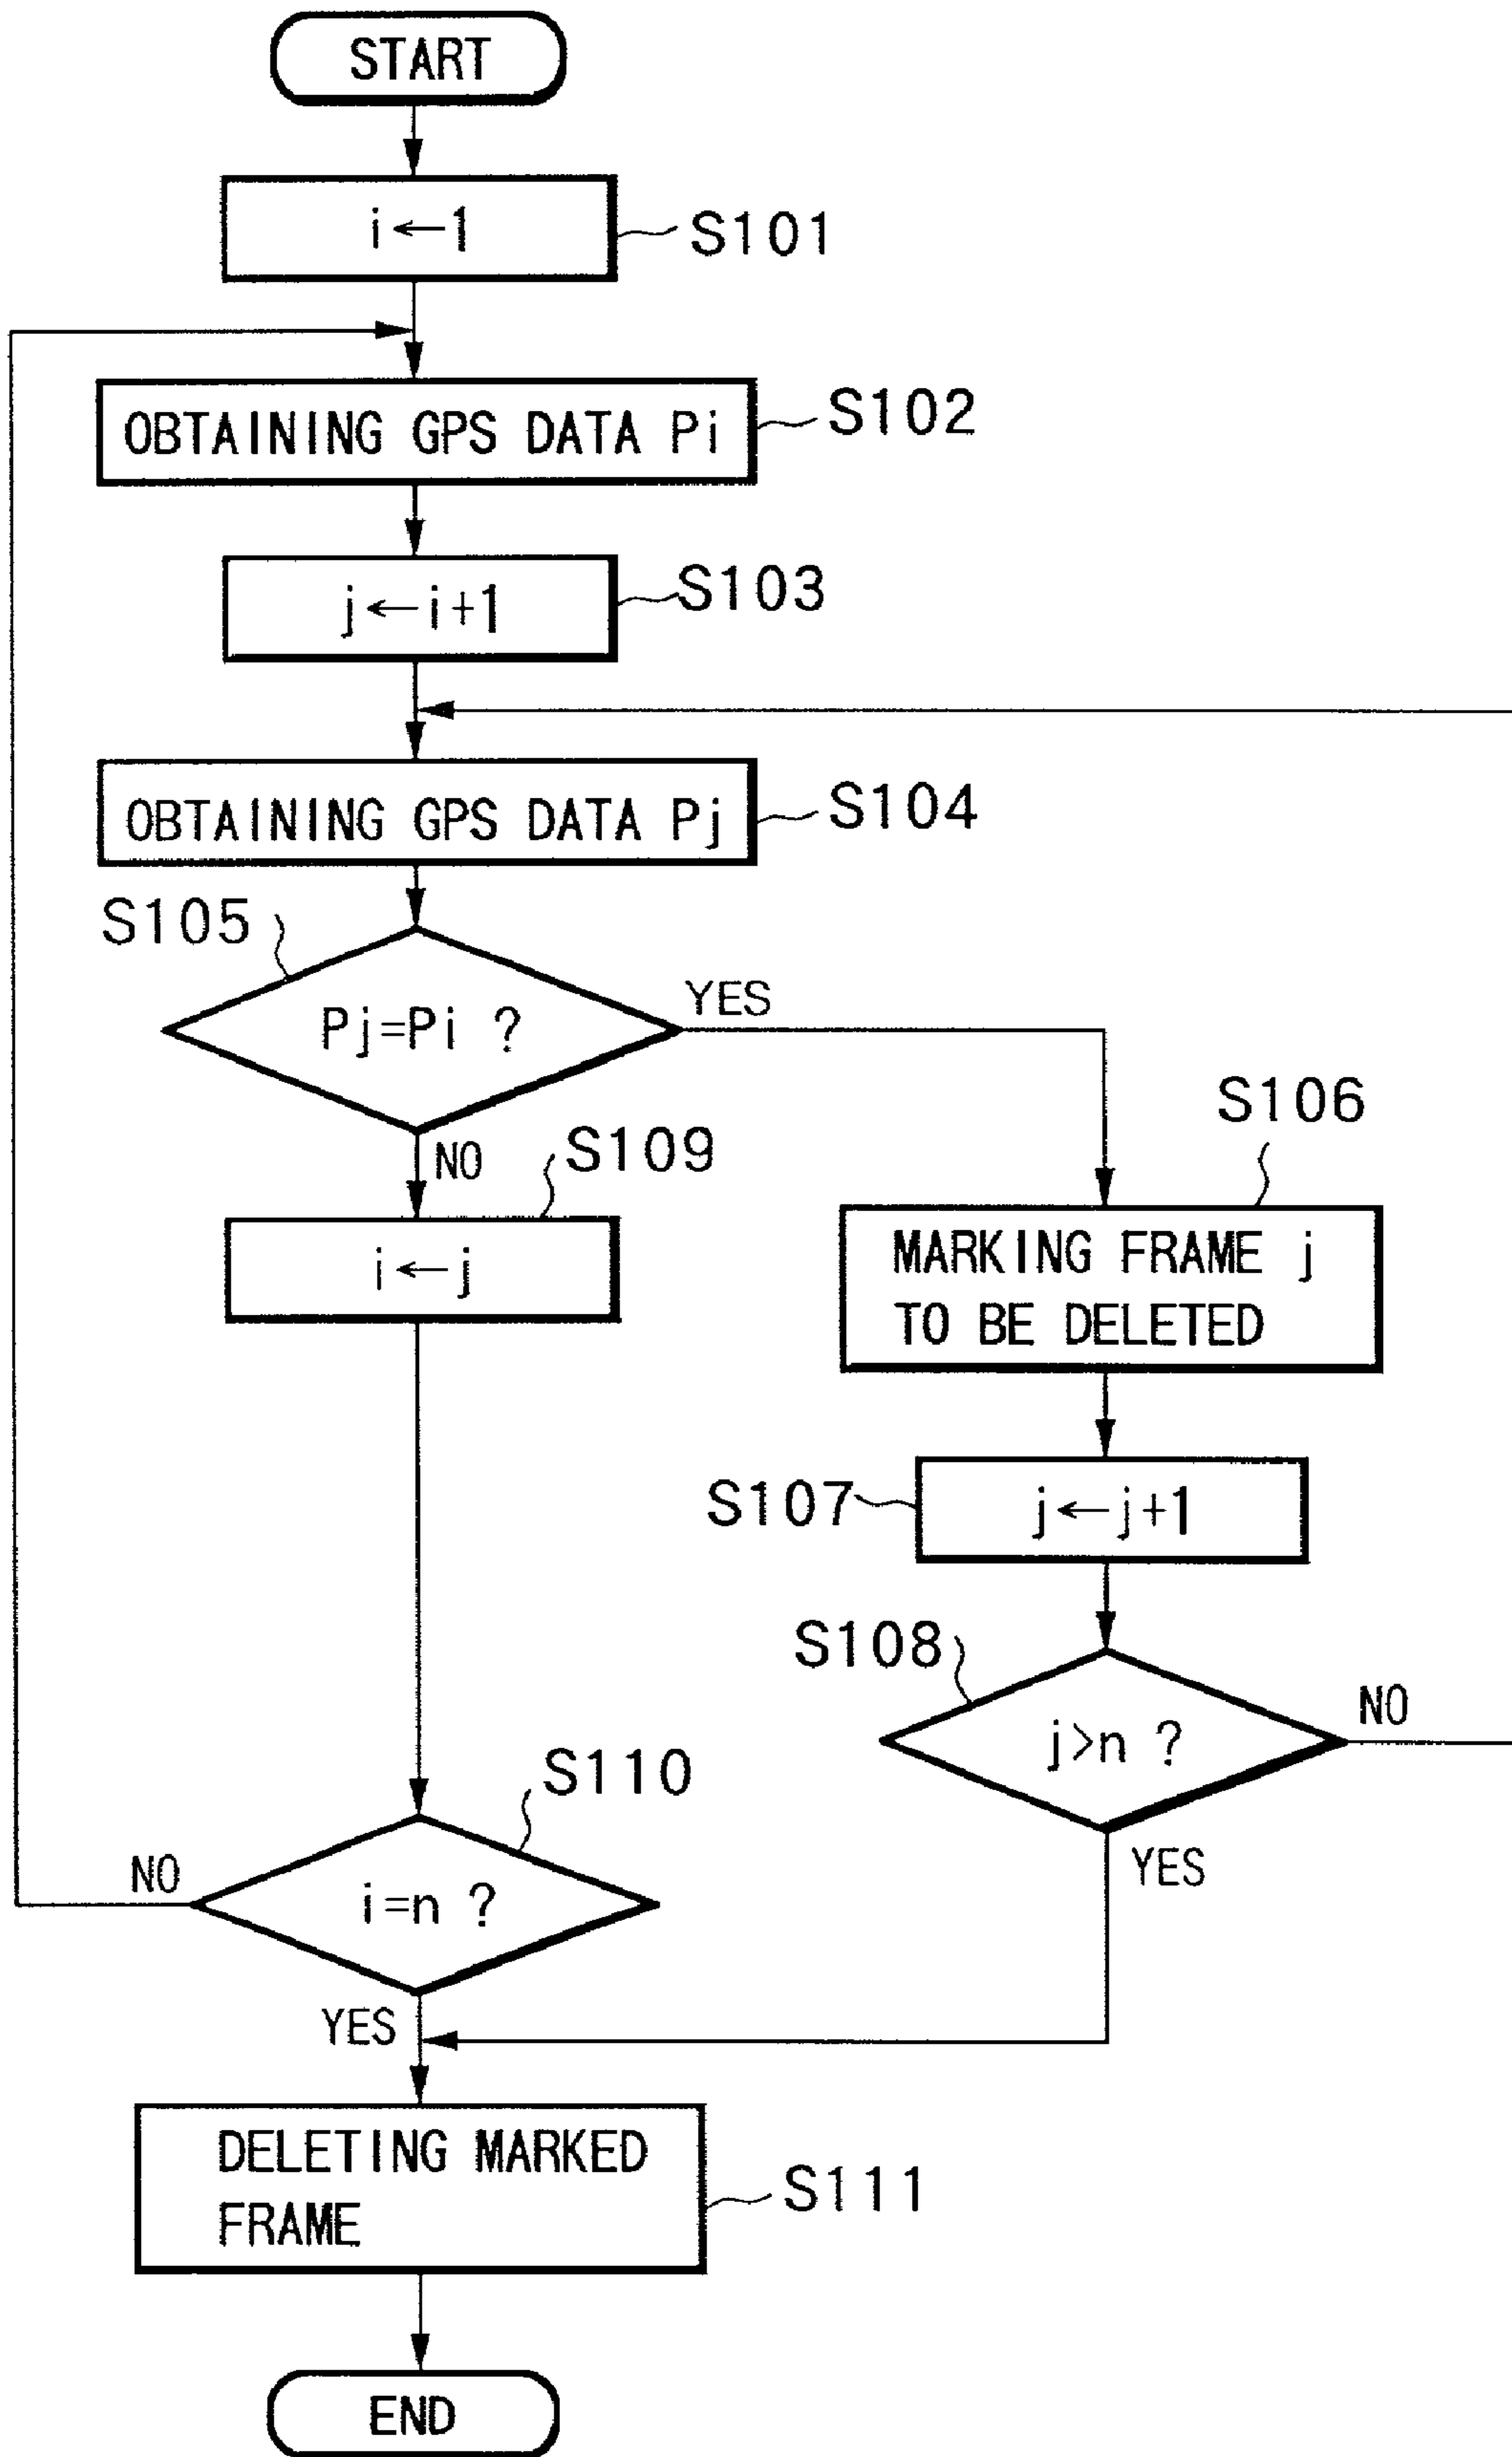 START
i←1
S101
OBTAINING GPS DATA Pi
S102
j←i+1
S103
OBTAINING GPS DATA Pj
S104
S105
Pj=Pi ?
YES
NO
S109
i←j
S106
MARKING FRAME j
TO BE DELETED
S107
j←j+1
S108
j>n ?
NO
YES
S110
NO
i=n ?
YES
DELETING MARKED
FRAME
S111
END